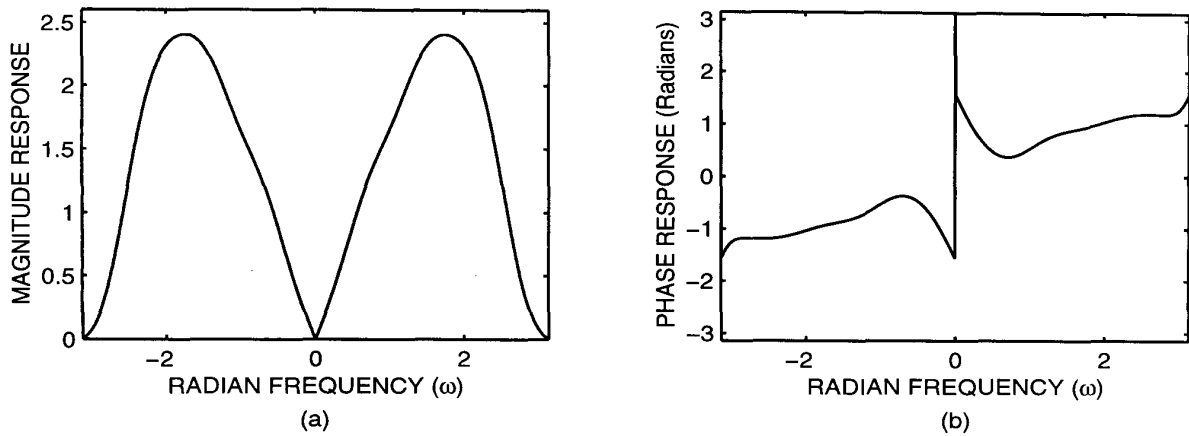 2.5
2
1.5
1
0.5
0
MAGNITUDE RESPONSE
−2 0 2
RADIAN FREQUENCY (ω)
(a)
3
2
1
0
−1
−2
−3
PHASE RESPONSE (Radians)
−2 0 2
RADIAN FREQUENCY (ω)
(b)